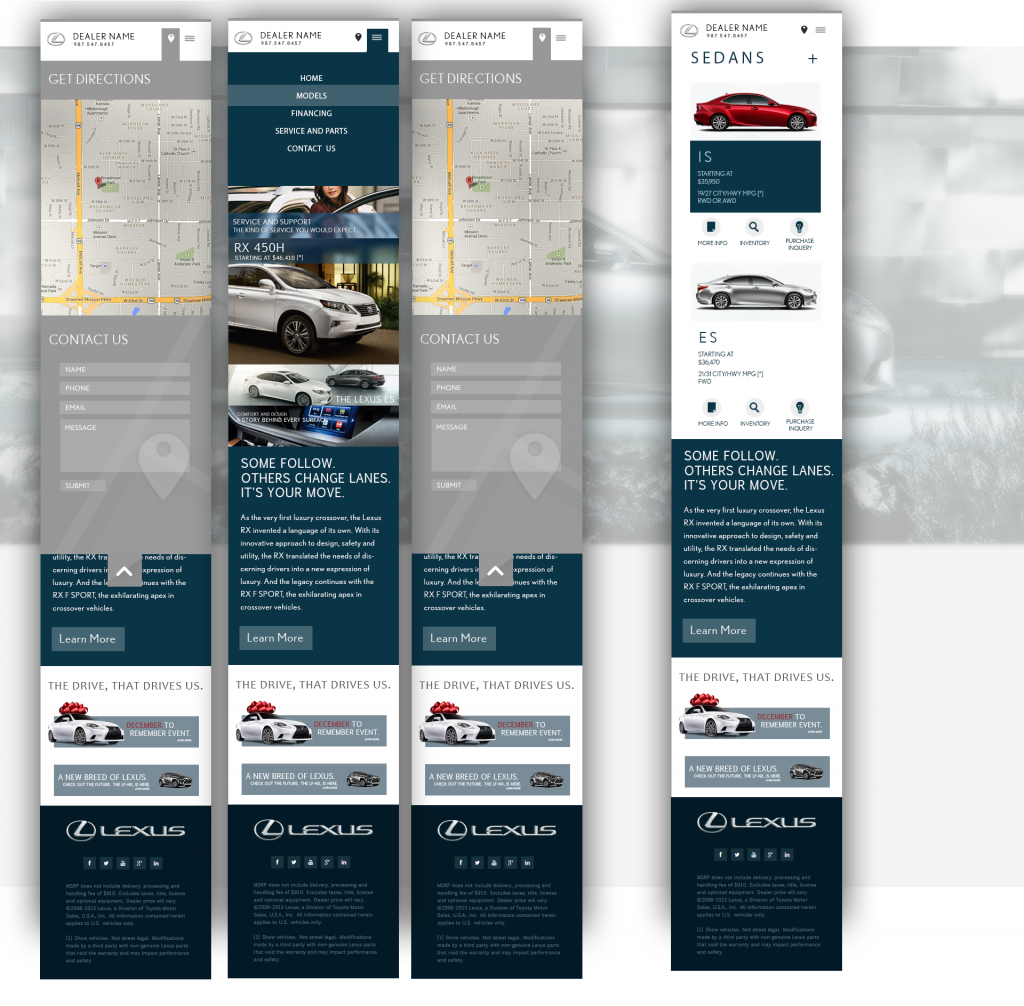 DEALER NAME
987.547.8457
GET DIRECTIONS
CONTACT US
NAME
PHONE
EMAIL
MESSAGE
SUBMIT
utility, the RX needs of dis-
cerning drivers expression of
luxury. And the continues with the
RX F SPORT, the exhilarating apex in
crossover vehicles.
Learn More
THE DRIVE, THAT DRIVES US.
DECEMBER TO
REMEMBER EVENT.
A NEW BREED OF LEXUS.
CHECK OUT THE FUTURE. THE LF-NX, IS HERE.
LEXUS
MSRP does not include delivery, processing and
handling fee of $910. Excludes taxes, title, license
and optional equipment. Dealer price will vary.
©2008-2013 Lexus, a Division of Toyota Motor
Sales, U.S.A., Inc. All information contained herein
applies to U.S. vehicles only.
[1] Show vehicles. Not street legal. Modifications
made by a third party with non-genuine Lexus parts
that void the warranty and may impact performance
and safety.
DEALER NAME
987.547.8457
HOME
MODELS
FINANCING
SERVICE AND PARTS
CONTACT US
SERVICE AND SUPPORT
THE KIND OF SERVICE YOU WOULD EXPECT
RX 450H
STARTING AT $46,410 [*]
THE LEXUS ES
COMFORT AND DESIGN
A STORY BEHIND EVERY SURFACE
SOME FOLLOW.
OTHERS CHANGE LANES.
IT'S YOUR MOVE.
As the very first luxury crossover, the Lexus
RX invented a language of its own. With its
innovative approach to design, safety and
utility, the RX translated the needs of dis-
cerning drivers into a new expression of
luxury. And the legacy continues with the
RX F SPORT, the exhilarating apex in
crossover vehicles.
Learn More
THE DRIVE, THAT DRIVES US.
DECEMBER TO
REMEMBER EVENT.
A NEW BREED OF LEXUS.
CHECK OUT THE FUTURE. THE LF-NX, IS HERE.
LEXUS
MSRP does not include delivery, processing and
handling fee of $910. Excludes taxes, title, license
and optional equipment. Dealer price will vary.
©2008-2013 Lexus, a Division of Toyota Motor
Sales, U.S.A., Inc. All information contained herein
applies to U.S. vehicles only.
[1] Show vehicles. Not street legal. Modifications
made by a third party with non-genuine Lexus parts
that void the warranty and may impact performance
and safety.
DEALER NAME
987.547.8457
GET DIRECTIONS
CONTACT US
NAME
PHONE
EMAIL
MESSAGE
SUBMIT
utility, the RX needs of dis-
cerning drivers expression of
luxury. And the continues with the
RX F SPORT, the exhilarating apex in
crossover vehicles.
Learn More
THE DRIVE, THAT DRIVES US.
DECEMBER TO
REMEMBER EVENT.
A NEW BREED OF LEXUS.
CHECK OUT THE FUTURE. THE LF-NX, IS HERE.
LEXUS
MSRP does not include delivery, processing and
handling fee of $910. Excludes taxes, title, license
and optional equipment. Dealer price will vary.
©2008-2013 Lexus, a Division of Toyota Motor
Sales, U.S.A., Inc. All information contained herein
applies to U.S. vehicles only.
[1] Show vehicles. Not street legal. Modifications
made by a third party with non-genuine Lexus parts
that void the warranty and may impact performance
and safety.
DEALER NAME
987.547.8457
SEDANS +
IS
STARTING AT
$35,950
19/27 CITY/HWY MPG [*]
RWD OR AWD
MORE INFO INVENTORY PURCHASE
INQUERY
ES
STARTING AT
$36,470
21/31 CITY/HWY MPG [*]
FWD
MORE INFO INVENTORY PURCHASE
INQUERY
SOME FOLLOW.
OTHERS CHANGE LANES.
IT'S YOUR MOVE.
As the very first luxury crossover, the Lexus
RX invented a language of its own. With its
innovative approach to design, safety and
utility, the RX translated the needs of dis-
cerning drivers into a new expression of
luxury. And the legacy continues with the
RX F SPORT, the exhilarating apex in
crossover vehicles.
Learn More
THE DRIVE, THAT DRIVES US.
DECEMBER TO
REMEMBER EVENT.
A NEW BREED OF LEXUS.
CHECK OUT THE FUTURE. THE LF-NX, IS HERE.
LEXUS
MSRP does not include delivery, processing and
handling fee of $910. Excludes taxes, title, license
and optional equipment. Dealer price will vary.
©2008-2013 Lexus, a Division of Toyota Motor
Sales, U.S.A., Inc. All information contained herein
applies to U.S. vehicles only.
[1] Show vehicles. Not street legal. Modifications
made by a third party with non-genuine Lexus parts
that void the warranty and may impact performance
and safety.